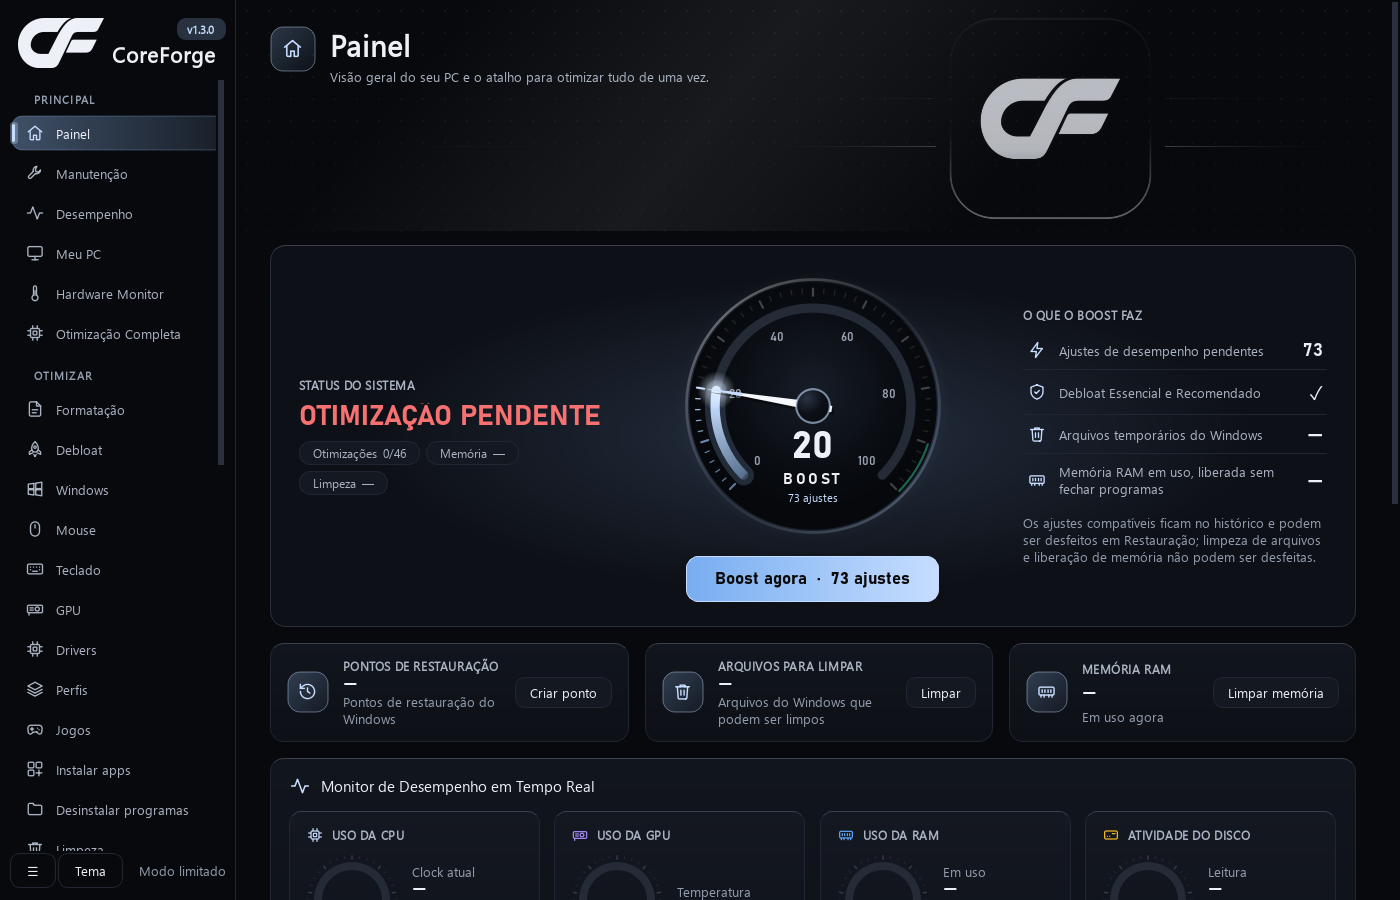 v1.3.0
CoreForge
PRINCIPAL
Painel
Manutenção
Desempenho
Meu PC
Hardware Monitor
Otimização Completa
OTIMIZAR
Formatação
Debloat
Windows
Mouse
Teclado
GPU
Drivers
Perfis
Jogos
Instalar apps
Desinstalar programas
Limpeza
Tema
Modo limitado
Painel
Visão geral do seu PC e o atalho para otimizar tudo de uma vez.
STATUS DO SISTEMA
OTIMIZAÇÃO PENDENTE
Otimizações 0/46
Memória —
Limpeza —
0
20
40
60
80
100
20
BOOST
73 ajustes
Boost agora · 73 ajustes
O QUE O BOOST FAZ
Ajustes de desempenho pendentes 73
Debloat Essencial e Recomendado ✓
Arquivos temporários do Windows —
Memória RAM em uso, liberada sem
fechar programas —
Os ajustes compatíveis ficam no histórico e podem
ser desfeitos em Restauração; limpeza de arquivos
e liberação de memória não podem ser desfeitas.
PONTOS DE RESTAURAÇÃO
—
Pontos de restauração do
Windows
Criar ponto
ARQUIVOS PARA LIMPAR
—
Arquivos do Windows que
podem ser limpos
Limpar
MEMÓRIA RAM
—
Em uso agora
Limpar memória
Monitor de Desempenho em Tempo Real
USO DA CPU
Clock atual
—
USO DA GPU
Temperatura
USO DA RAM
Em uso
—
ATIVIDADE DO DISCO
Leitura
—